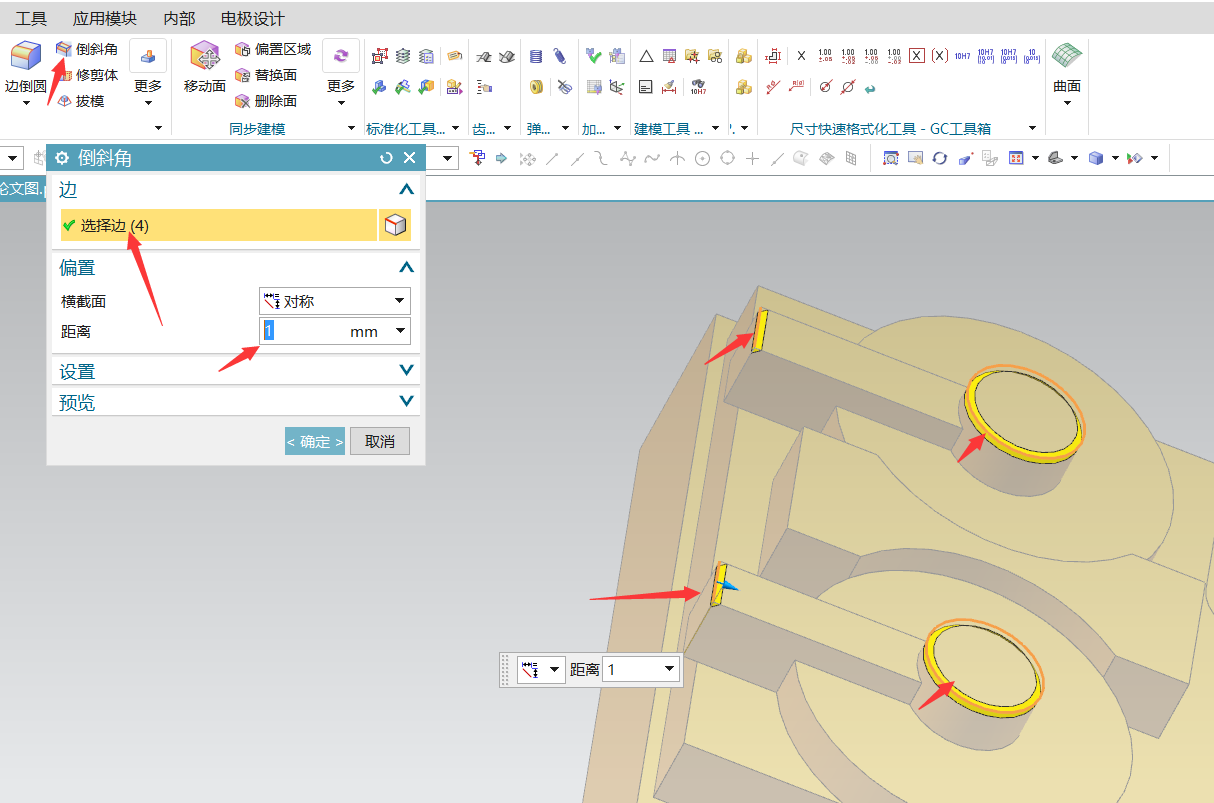 工具 应用模块 内部 电极设计
边倒圆
倒斜角
修剪体
拔模
更多
移动面
偏置区域
替换面
删除面
更多
曲面
同步建模
标准化工具...
齿...
弹...
加...
建模工具 ...
尺寸快速格式化工具 - GC工具箱
倒斜角
论文图.
边
选择边 (4)
偏置
横截面 对称
距离 1 mm
设置
预览
< 确定 > 取消
距离 1